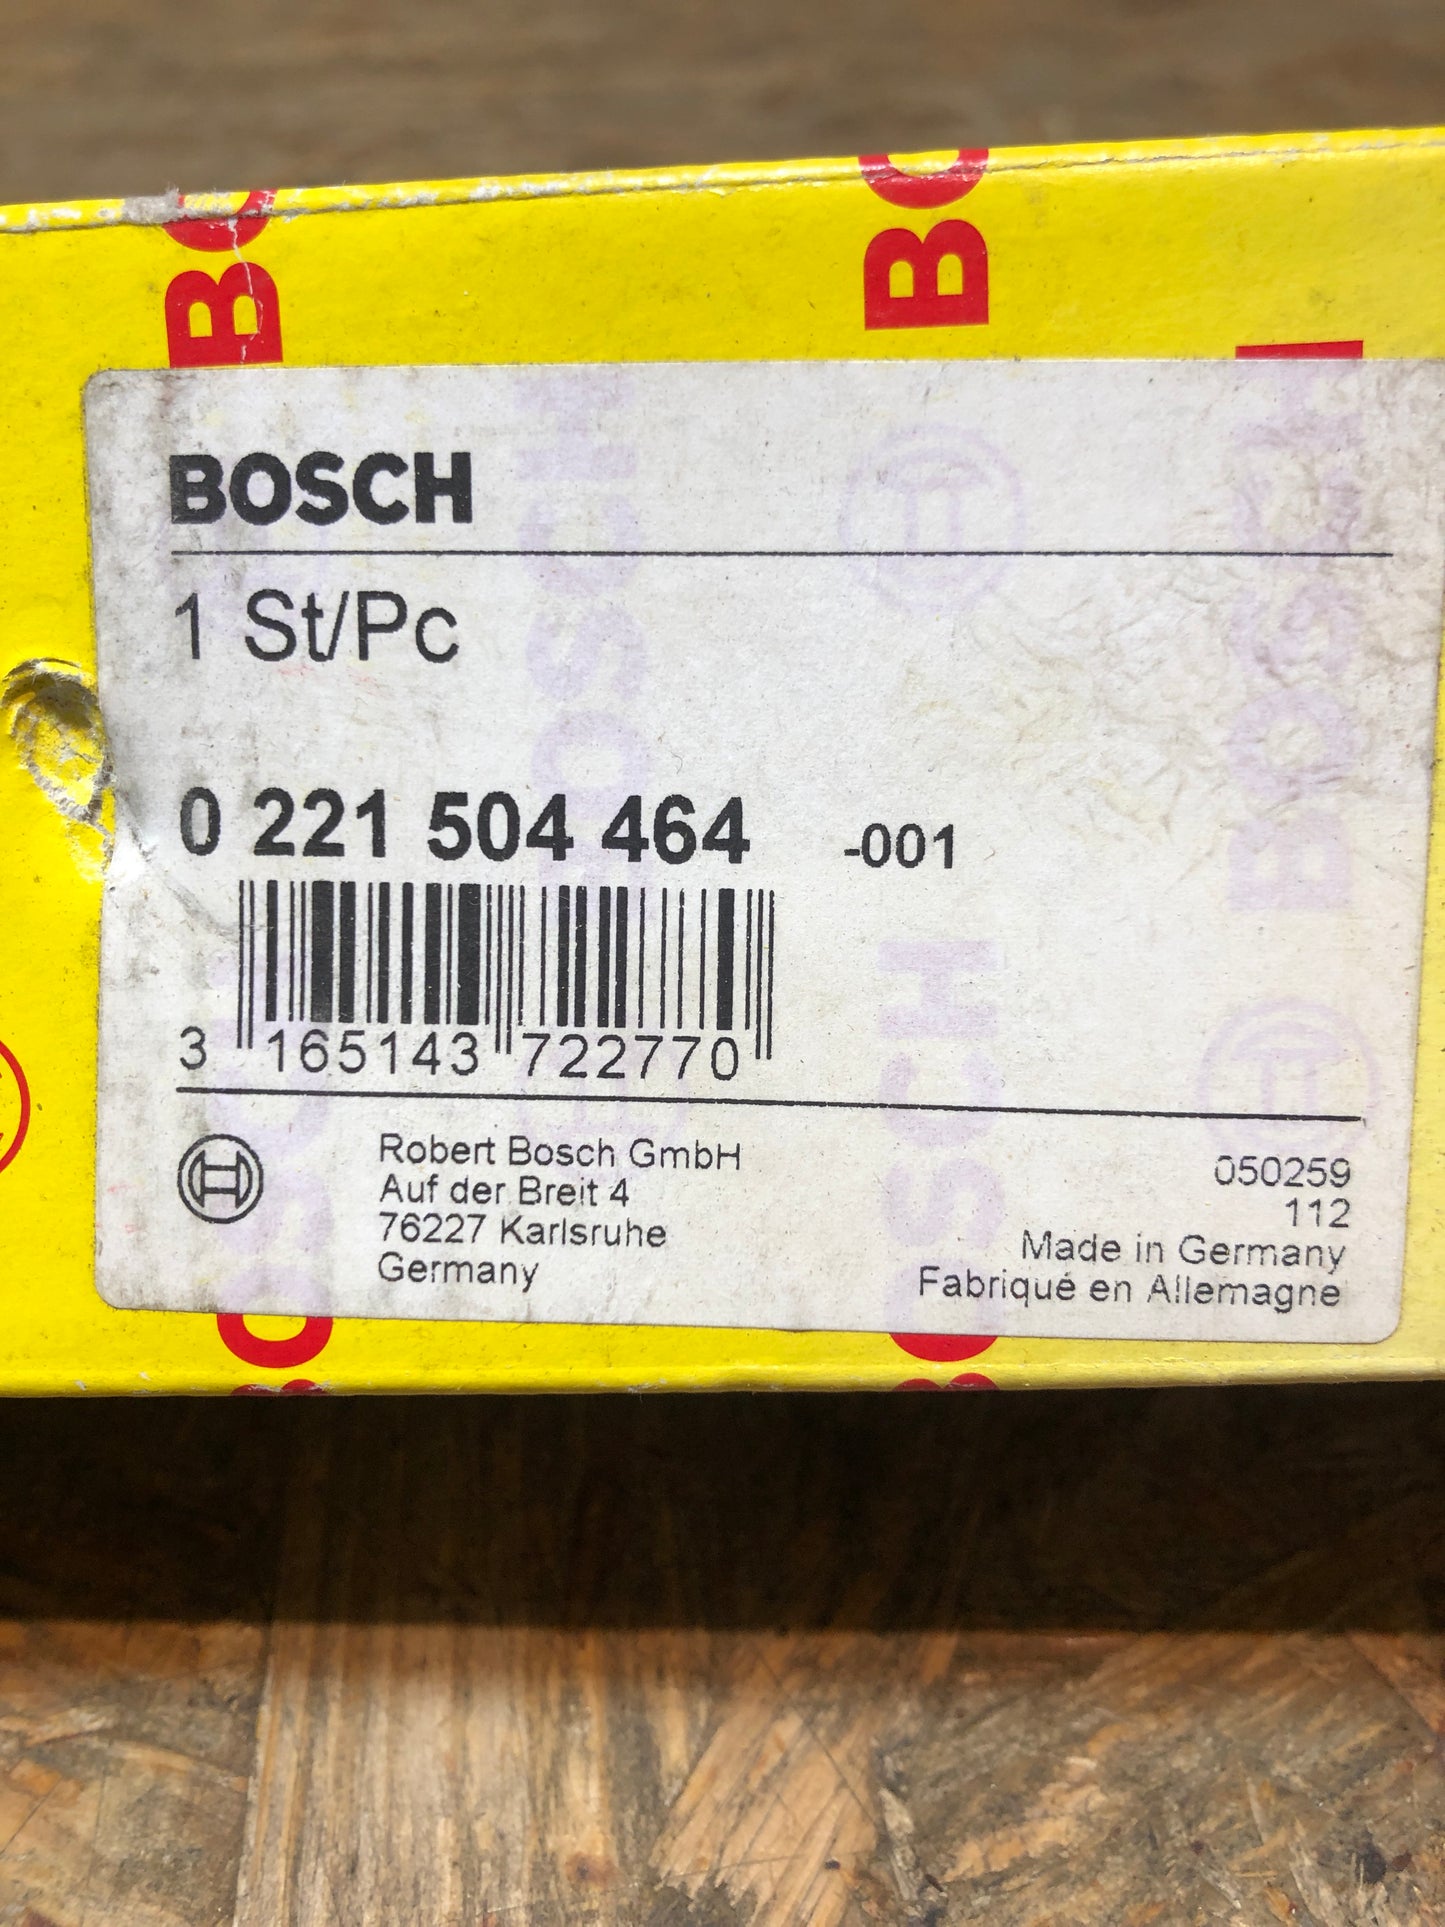 BOSCH
1 St/Pc
0 221 504 464 -001
3 165143 722770
Robert Bosch GmbH
Auf der Breit 4
76227 Karlsruhe
Germany
050259
112
Made in Germany
Fabriqué en Allemagne